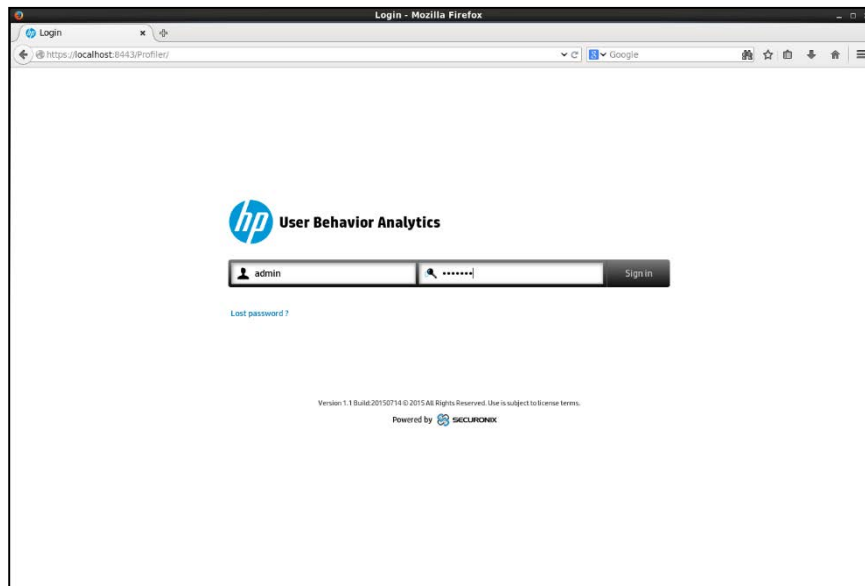 Login - Mozilla Firefox
Login
https://localhost:8443/Profiler/
Google
hp User Behavior Analytics
admin
•••••••
Sign in
Lost password ?
Version 1.1 Build:20150714 © 2015 All Rights Reserved. Use is subject to license terms.
Powered by SECURONIX